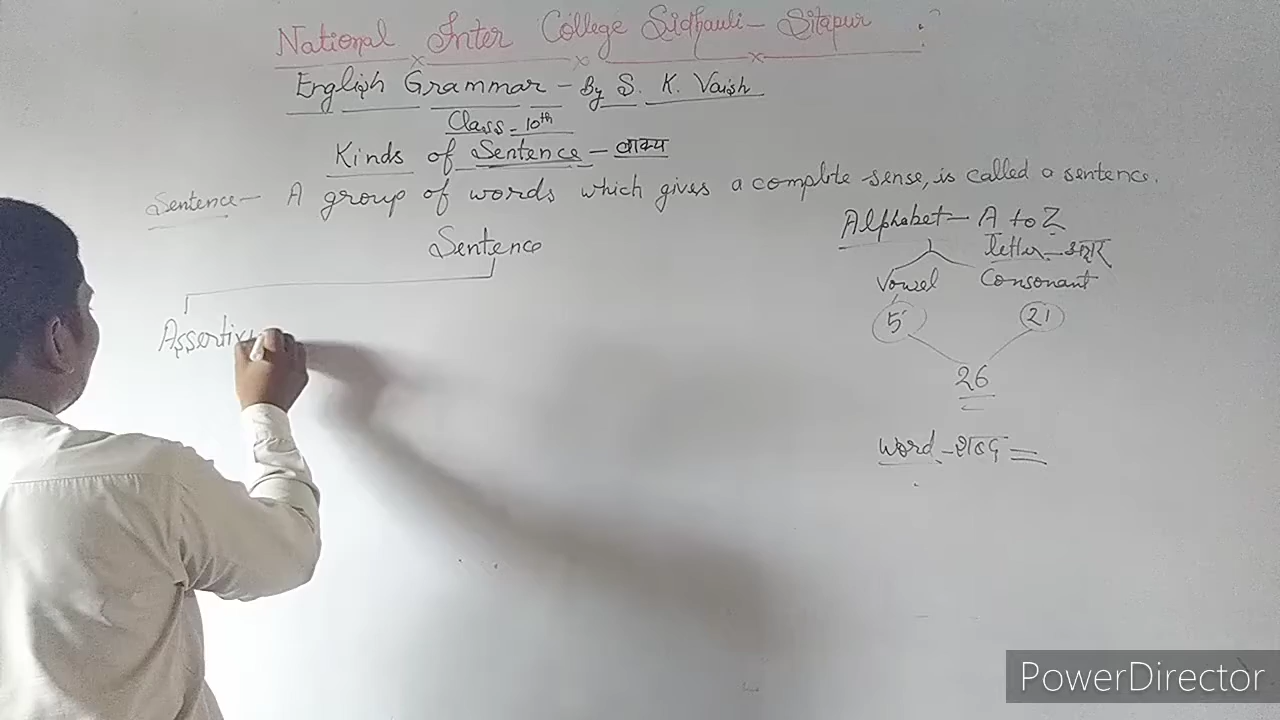 National Inter College Sidhauli - Sitapur
English Grammar - By S. K. Vaish
Class - 10th
Kinds of Sentence - वाक्य
Sentence - A group of words which gives a complete sense, is called a sentence.
Sentence
Assertiv
Alphabet - A to Z
letter - अक्षर
Vowel Consonant
5 21
26
word - शब्द =
PowerDirector